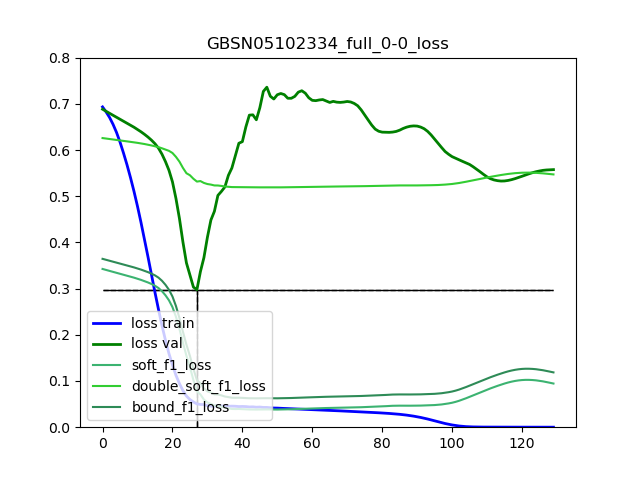 GBSN05102334_full_0-0_loss
0.8
0.7
0.6
0.5
0.4
0.3
0.2
0.1
0.0
loss train
loss val
soft_f1_loss
double_soft_f1_loss
bound_f1_loss
0 20 40 60 80 100 120